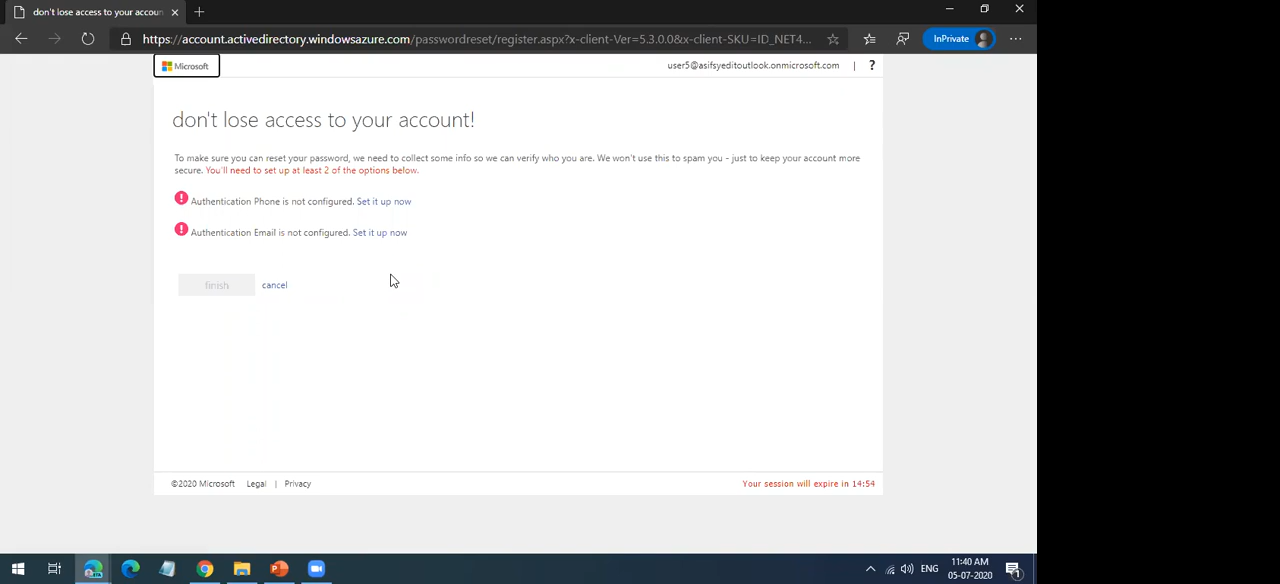 don't lose access to your accoun
https://account.activedirectory.windowsazure.com/passwordreset/register.aspx?x-client-Ver=5.3.0.0&x-client-SKU=ID_NET4...
InPrivate
Microsoft
user5@asifsyeditoutlook.onmicrosoft.com | ?
don't lose access to your account!
To make sure you can reset your password, we need to collect some info so we can verify who you are. We won't use this to spam you - just to keep your account more
secure. You'll need to set up at least 2 of the options below.
! Authentication Phone is not configured. Set it up now
! Authentication Email is not configured. Set it up now
finish cancel
©2020 Microsoft Legal | Privacy
Your session will expire in 14:54
ENG
11:40 AM
05-07-2020
1